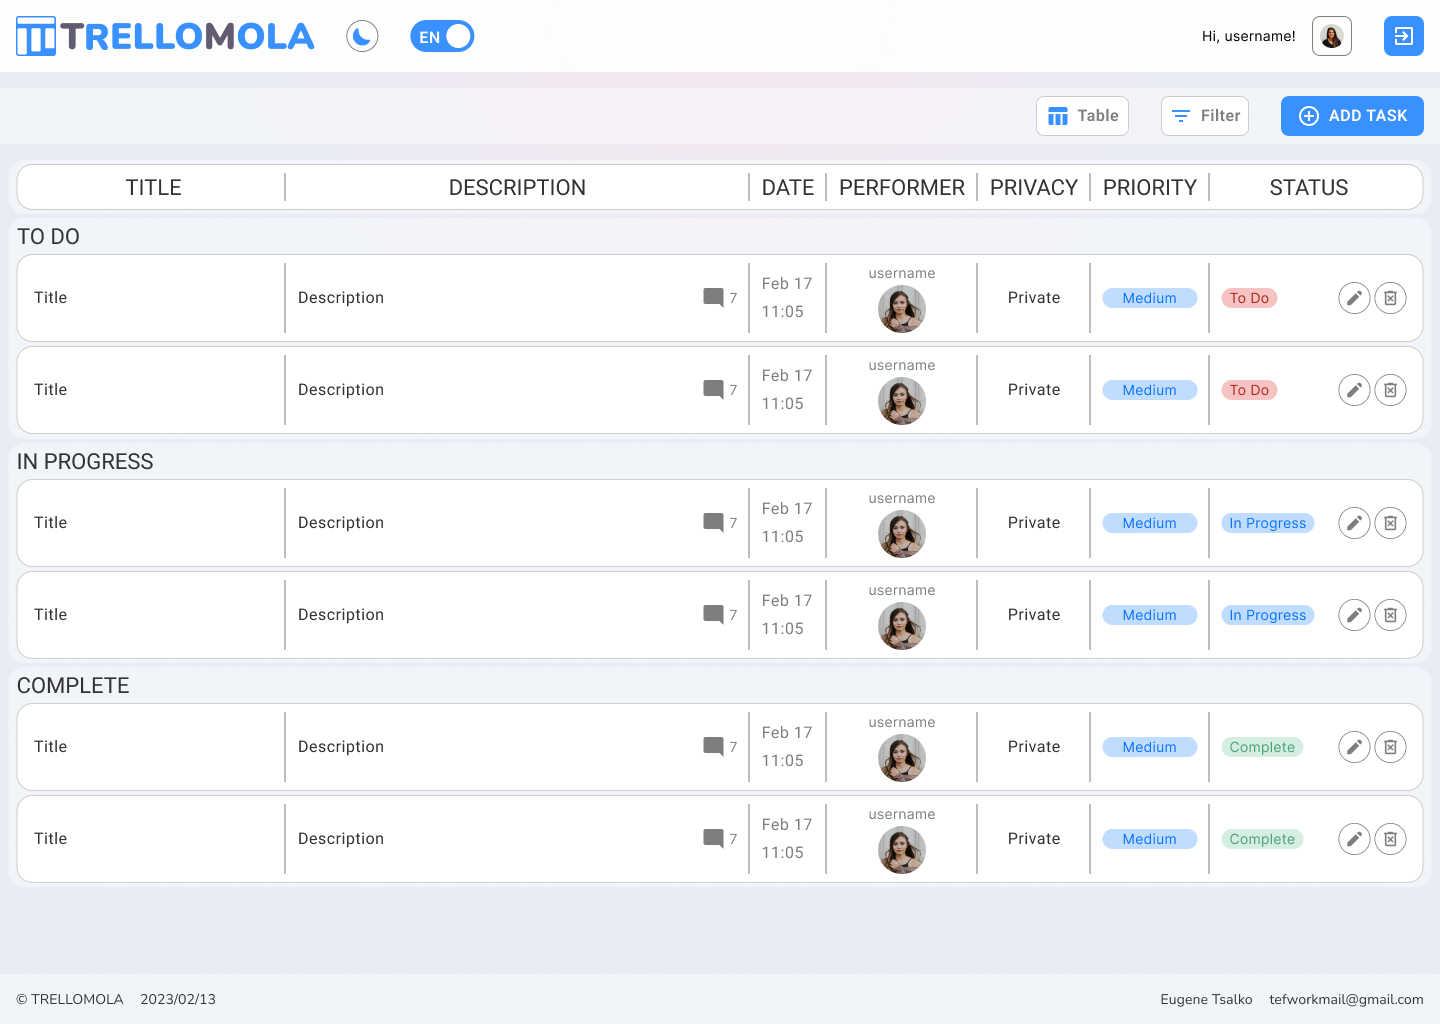 TRELLOMOLA EN Hi, username!
Table Filter ADD TASK
TITLE DESCRIPTION DATE PERFORMER PRIVACY PRIORITY STATUS
TO DO
Title Description 7 Feb 17 11:05 username Private Medium To Do
Title Description 7 Feb 17 11:05 username Private Medium To Do
IN PROGRESS
Title Description 7 Feb 17 11:05 username Private Medium In Progress
Title Description 7 Feb 17 11:05 username Private Medium In Progress
COMPLETE
Title Description 7 Feb 17 11:05 username Private Medium Complete
Title Description 7 Feb 17 11:05 username Private Medium Complete
© TRELLOMOLA 2023/02/13 Eugene Tsalko tefworkmail@gmail.com